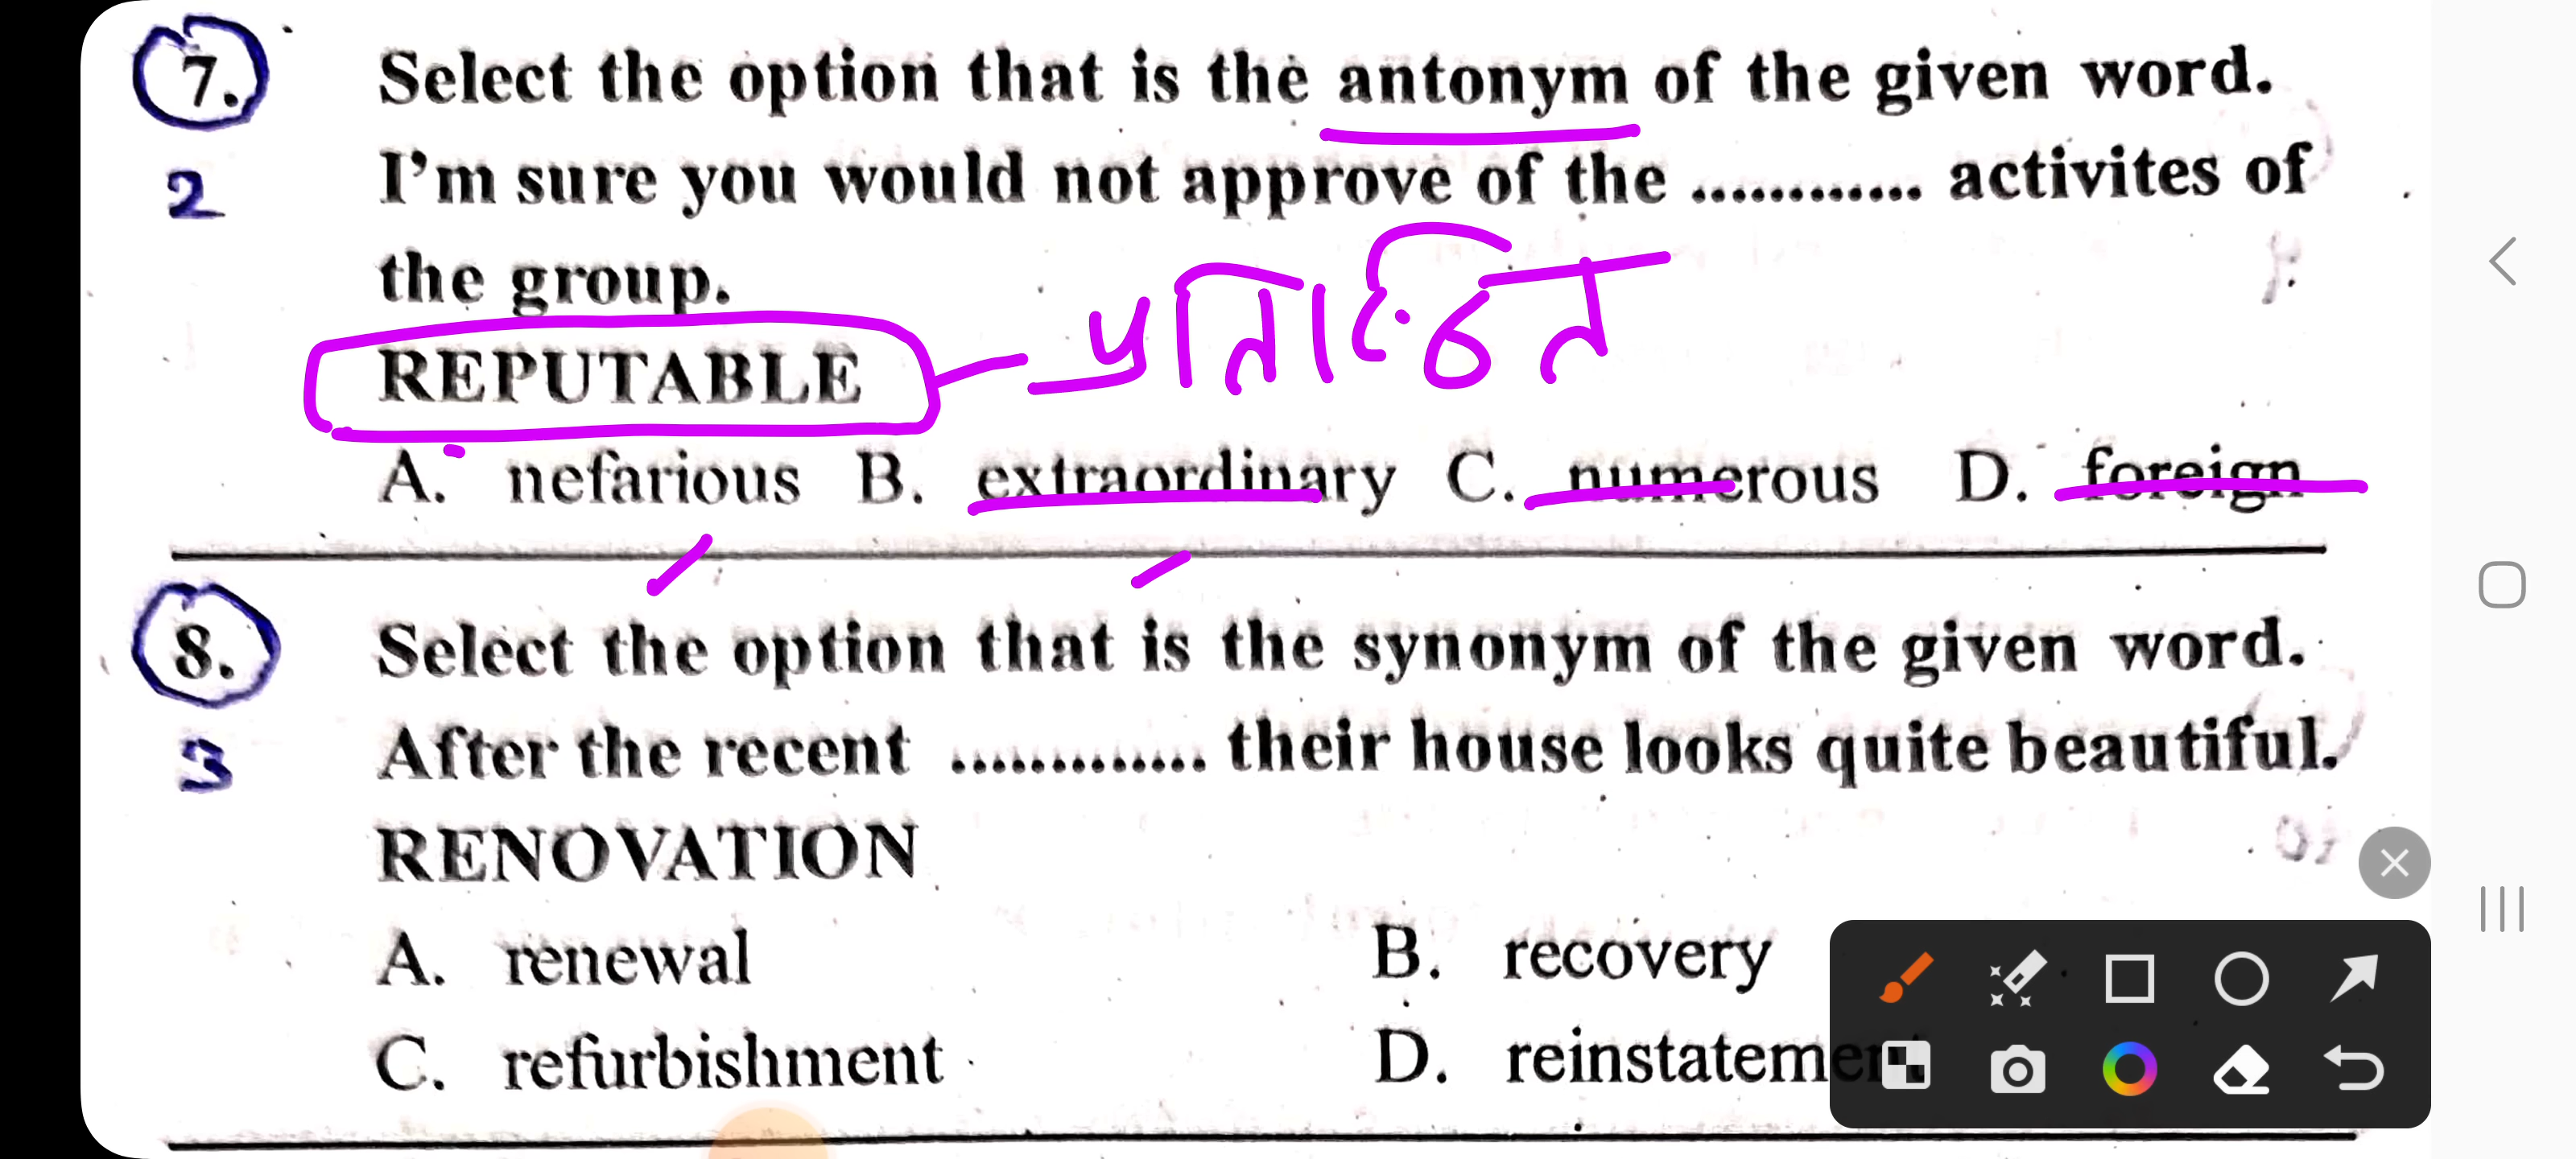 7. Select the option that is the antonym of the given word.
2 I'm sure you would not approve of the ............ activites of
the group.
REPUTABLE
A. nefarious B. extraordinary C. numerous D. foreign
8. Select the option that is the synonym of the given word.
3 After the recent ............. their house looks quite beautiful.
RENOVATION
A. renewal B. recovery
C. refurbishment D. reinstatement